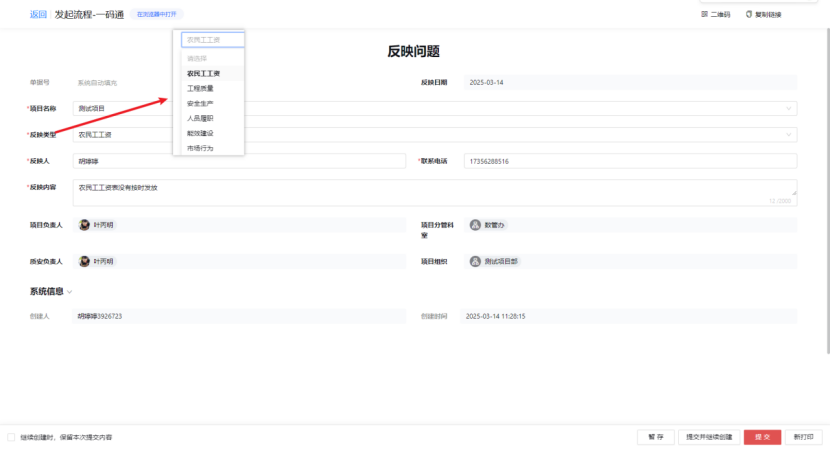 返回 发起流程-一码通 在浏览器中打开 二维码 复制链接
反映问题
单据号 系统自动填充 反映日期 2025-03-14
*项目名称 测试项目
*反映类型 农民工工资
农民工工资
请选择
农民工工资
工程质量
安全生产
人员履职
能效建设
市场行为
*反映人 胡婷婷 *联系电话 17356288516
*反映内容 农民工工资表没有按时发放
12 /2000
项目负责人 叶丙明 项目分管科室 数管办
质安负责人 叶丙明 项目组织 测试项目部
系统信息
创建人 胡婷婷3926723 创建时间 2025-03-14 11:28:15
继续创建时，保留本次提交内容 暂 存 提交并继续创建 提 交 新打印